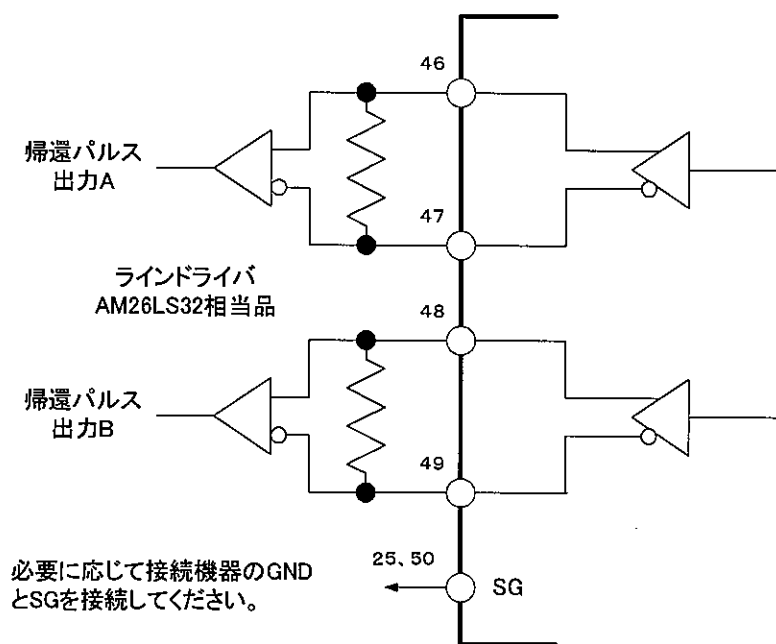 46
帰還パルス
出力A
47
ラインドライバ
AM26LS32相当品
48
帰還パルス
出力B
49
25、50
SG
必要に応じて接続機器のGND
とSGを接続してください。